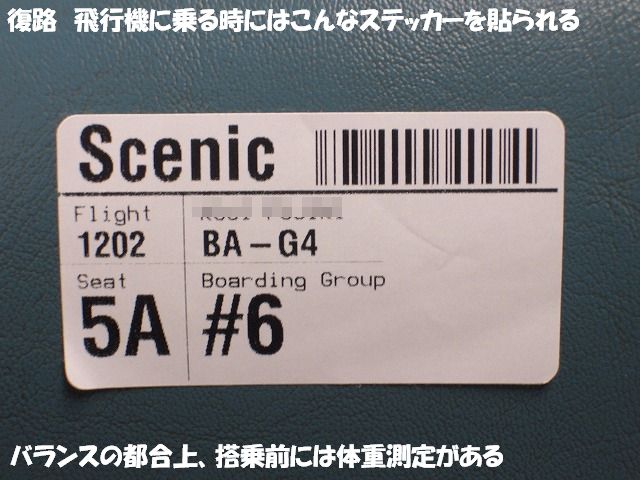 復路　飛行機に乗る時にはこんなステッカーを貼られる
Scenic
Flight
1202
BA-G4
Seat
Boarding Group
5A
#6
バランスの都合上、搭乗前には体重測定がある